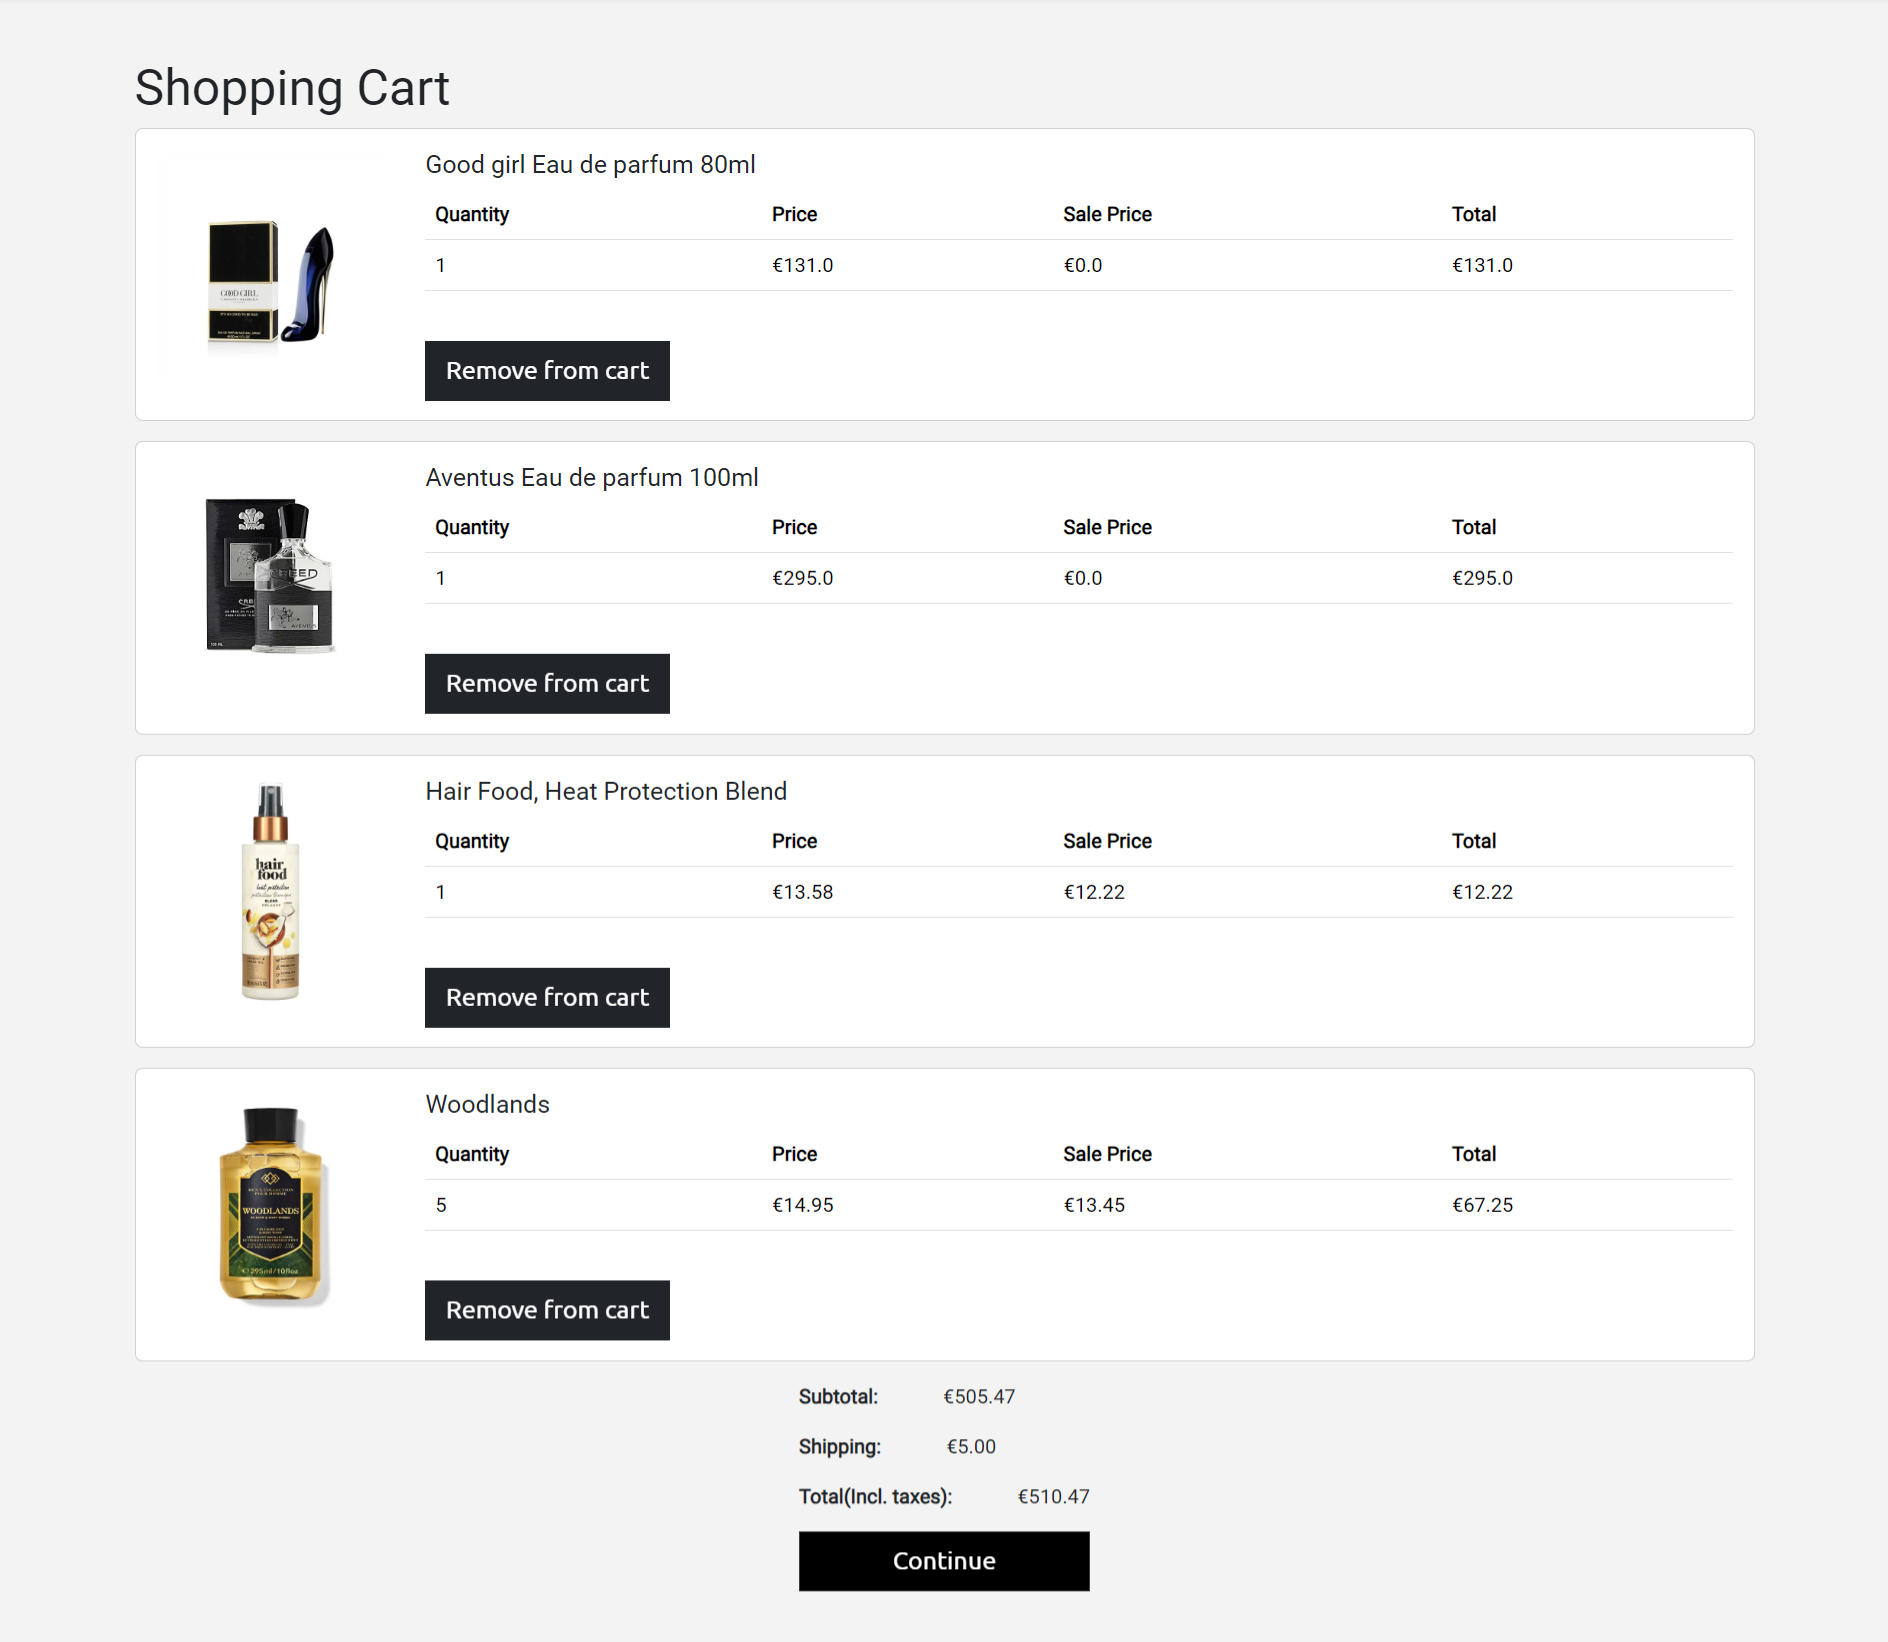 Shopping Cart
Good girl Eau de parfum 80ml
Quantity Price Sale Price Total
1 €131.0 €0.0 €131.0
GOOD GIRL
Remove from cart
Aventus Eau de parfum 100ml
Quantity Price Sale Price Total
1 €295.0 €0.0 €295.0
CREED
AVENTUS
Remove from cart
Hair Food, Heat Protection Blend
Quantity Price Sale Price Total
1 €13.58 €12.22 €12.22
hair
food
BLEND
Remove from cart
Woodlands
Quantity Price Sale Price Total
5 €14.95 €13.45 €67.25
WOODLANDS
295ml/10floz
Remove from cart
Subtotal: €505.47
Shipping: €5.00
Total(Incl. taxes): €510.47
Continue